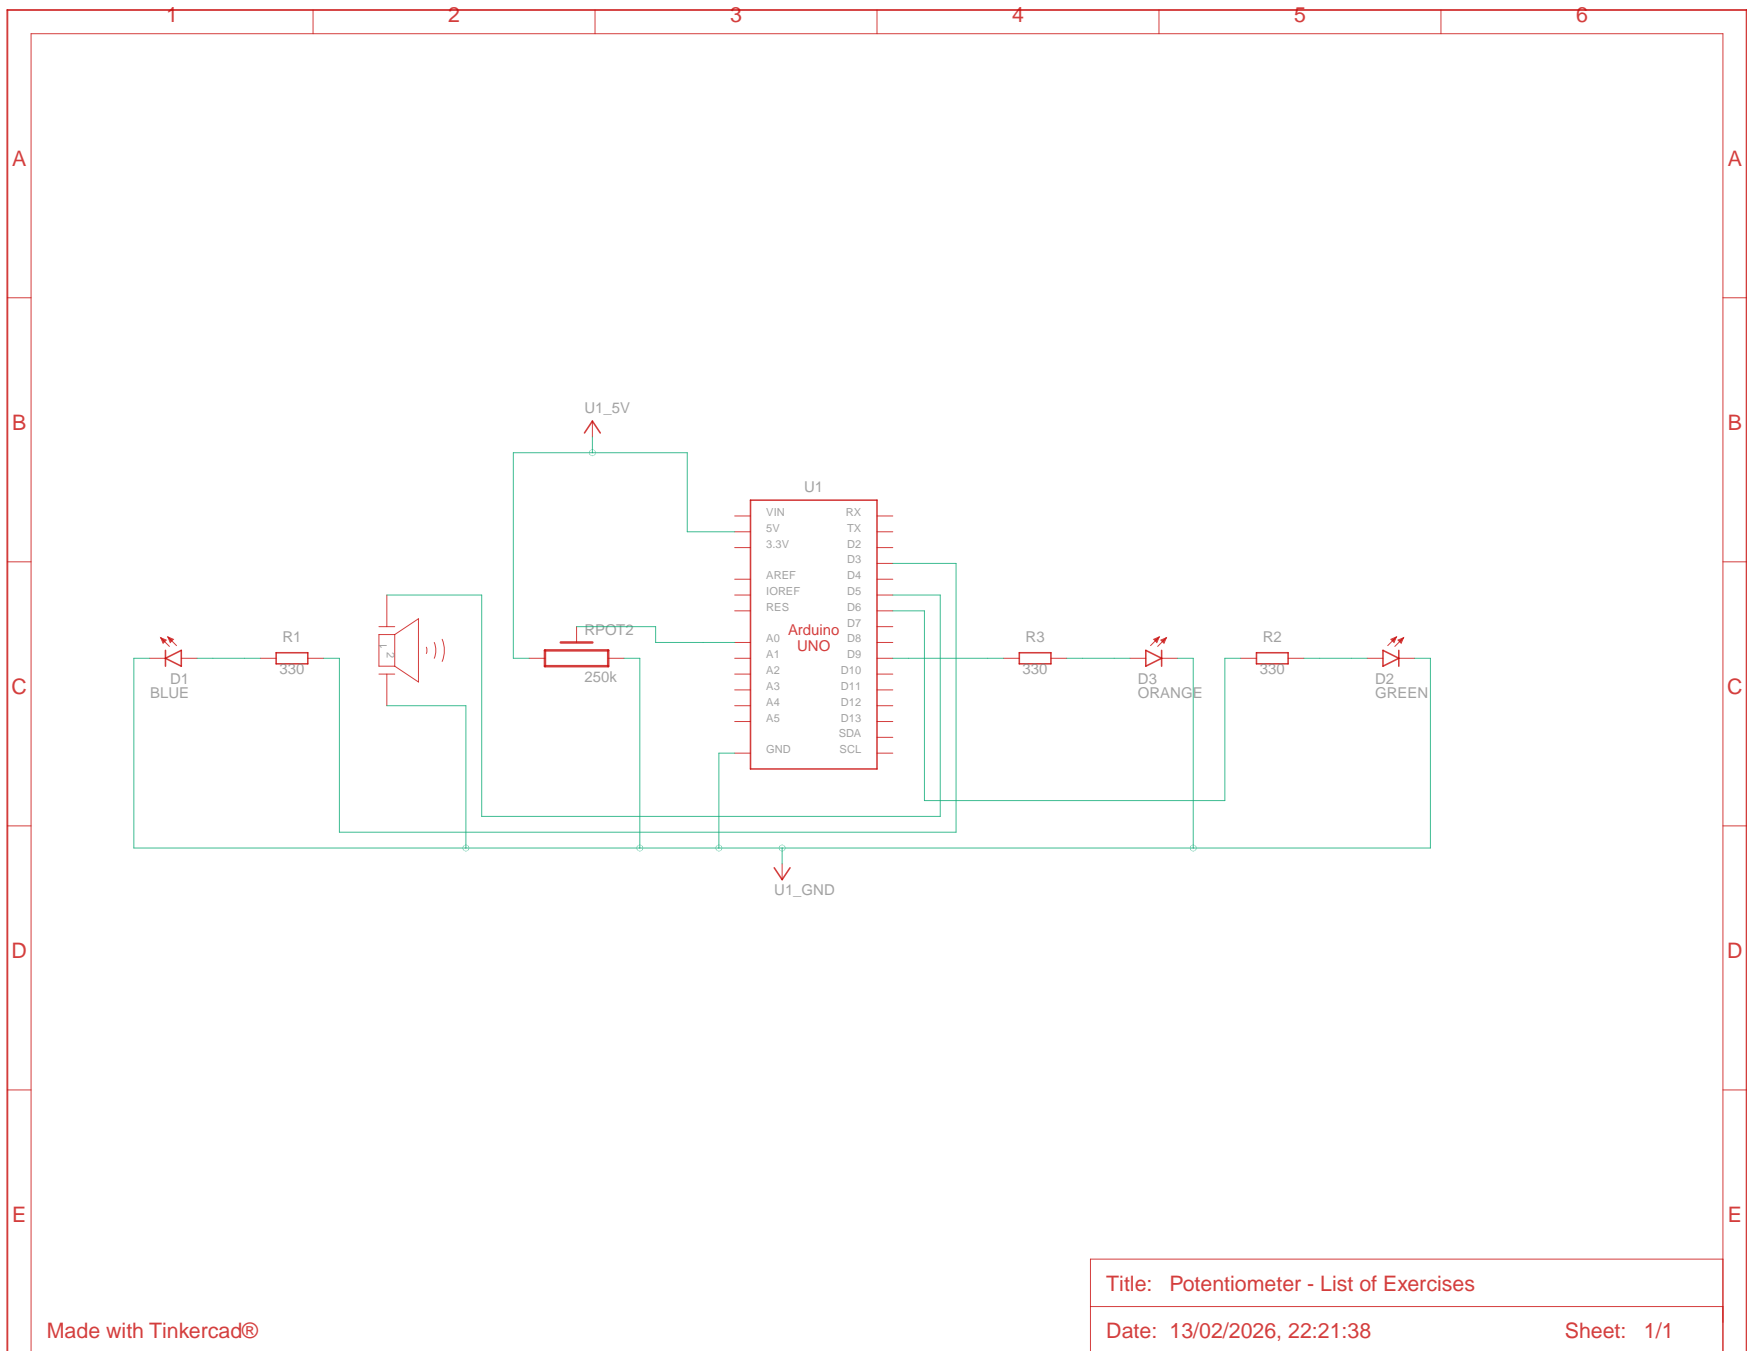 1 2 3 4 5 6
A A
B B
U1_5V
U1
VIN RX
5V TX
3.3V D2
D3
AREF D4
IOREF D5
RES D6
D7
A0 D8
A1 D9
A2 D10
A3 D11
A4 D12
A5 D13
SDA
GND SCL
Arduino
UNO
RPOT2
250k
R1
330
D1
BLUE
1
2
R3
330
D3
ORANGE
R2
330
D2
GREEN
C C
U1_GND
D D
E E
Title: Potentiometer - List of Exercises
Made with Tinkercad®
Date: 13/02/2026, 22:21:38 Sheet: 1/1